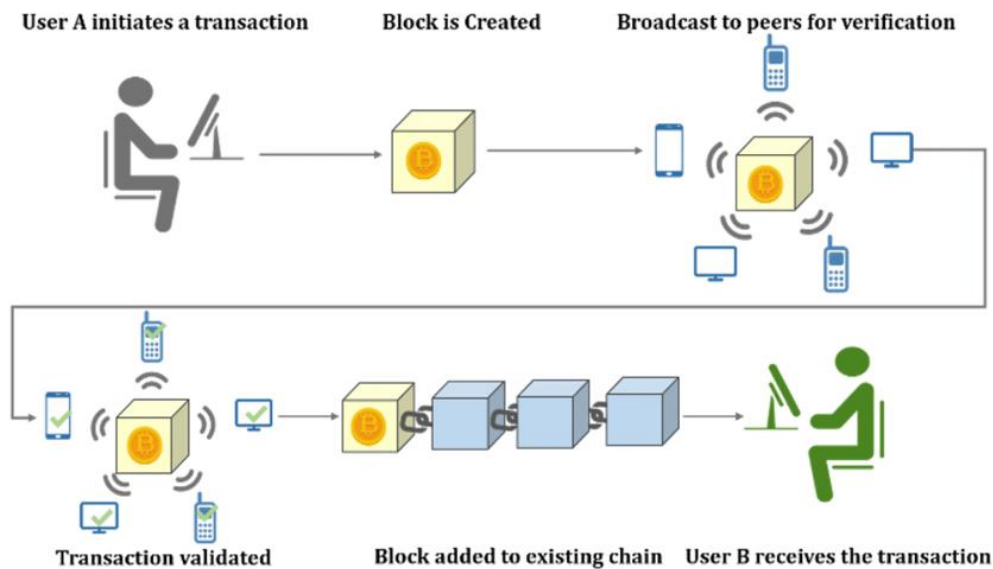 User A initiates a transaction
Block is Created
Broadcast to peers for verification
Transaction validated
Block added to existing chain
User B receives the transaction